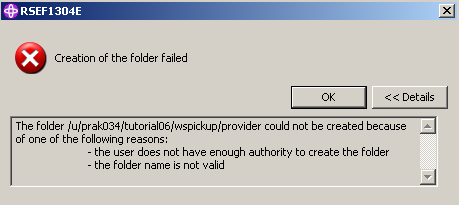 RSEF1304E
Creation of the folder failed
OK
<< Details
The folder /u/prak034/tutorial06/wspickup/provider could not be created because
of one of the following reasons:
- the user does not have enough authority to create the folder
- the folder name is not valid